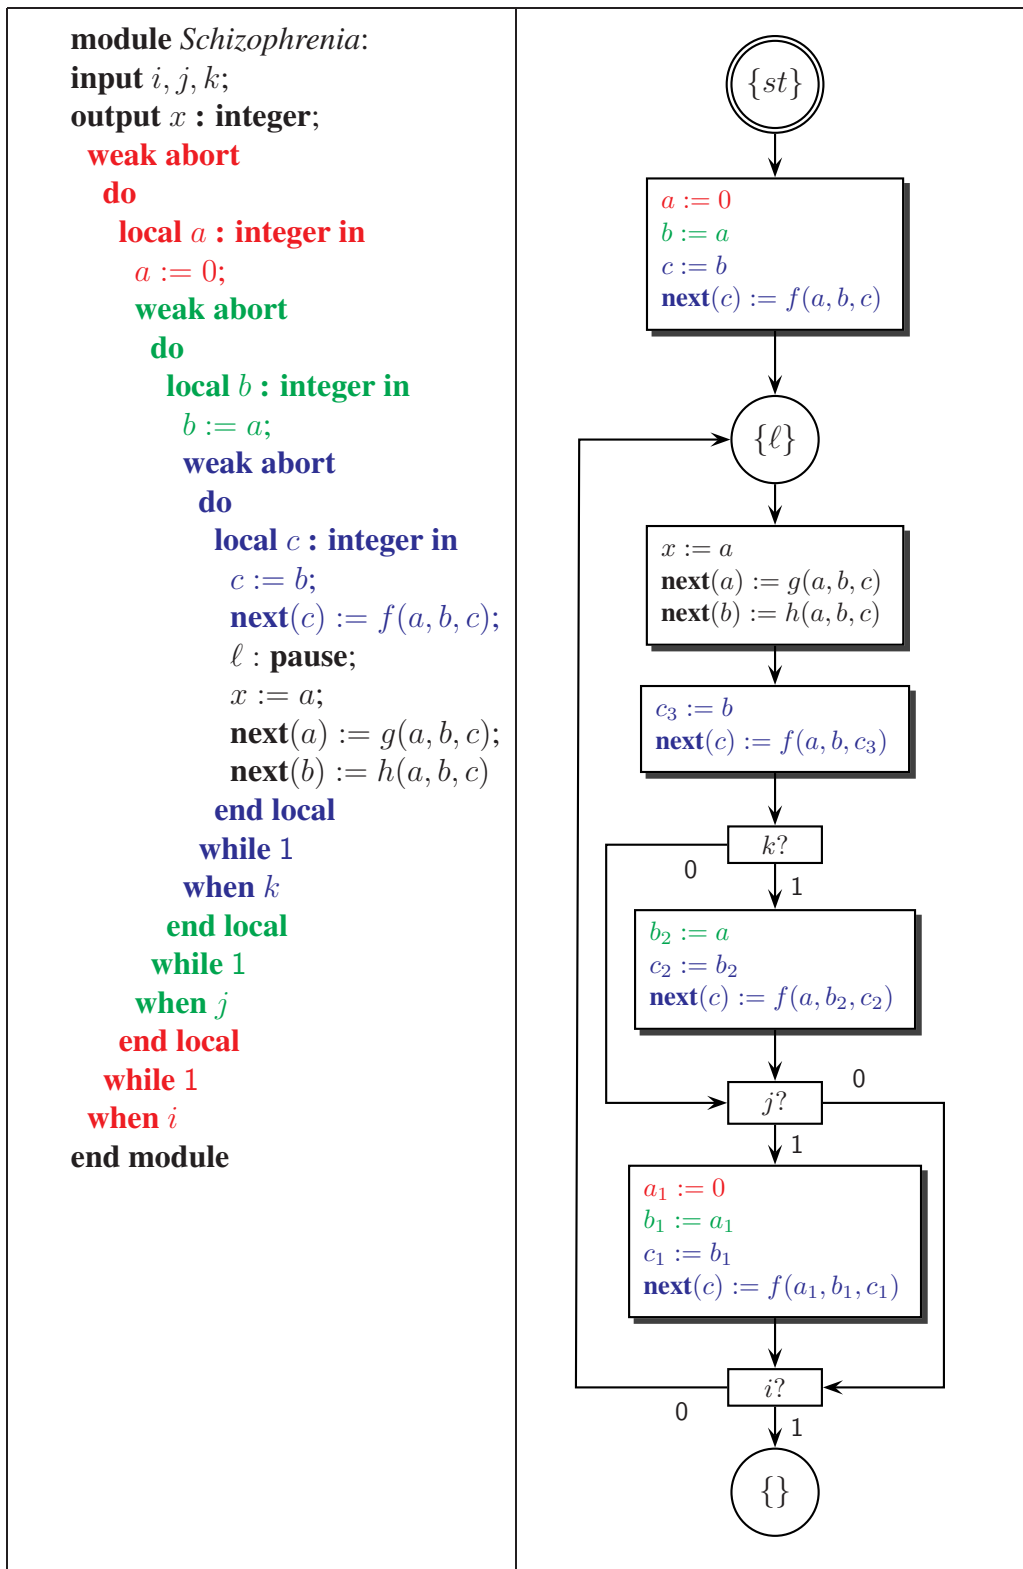 module Schizophrenia:
input i, j, k;
output x : integer;
weak abort
do
local a : integer in
a := 0;
weak abort
do
local b : integer in
b := a;
weak abort
do
local c : integer in
c := b;
next(c) := f(a, b, c);
ℓ : pause;
x := a;
next(a) := g(a, b, c);
next(b) := h(a, b, c)
end local
while 1
when k
end local
while 1
when j
end local
while 1
when i
end module
{st}
a := 0
b := a
c := b
next(c) := f(a, b, c)
{ℓ}
x := a
next(a) := g(a, b, c)
next(b) := h(a, b, c)
c₃ := b
next(c) := f(a, b, c₃)
k?
0
1
b₂ := a
c₂ := b₂
next(c) := f(a, b₂, c₂)
0
j?
1
a₁ := 0
b₁ := a₁
c₁ := b₁
next(c) := f(a₁, b₁, c₁)
i?
0
1
{}